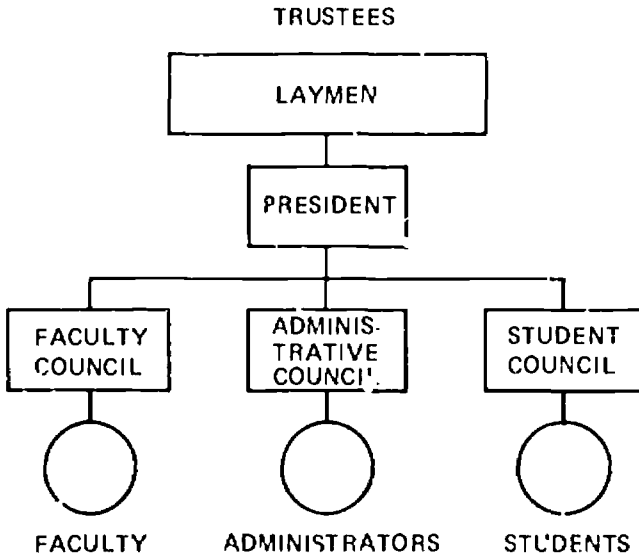 TRUSTEES
LAYMEN
PRESIDENT
FACULTY
COUNCIL
ADMINIS-
TRATIVE
COUNCIL
STUDENT
COUNCIL
FACULTY
ADMINISTRATORS
STUDENTS